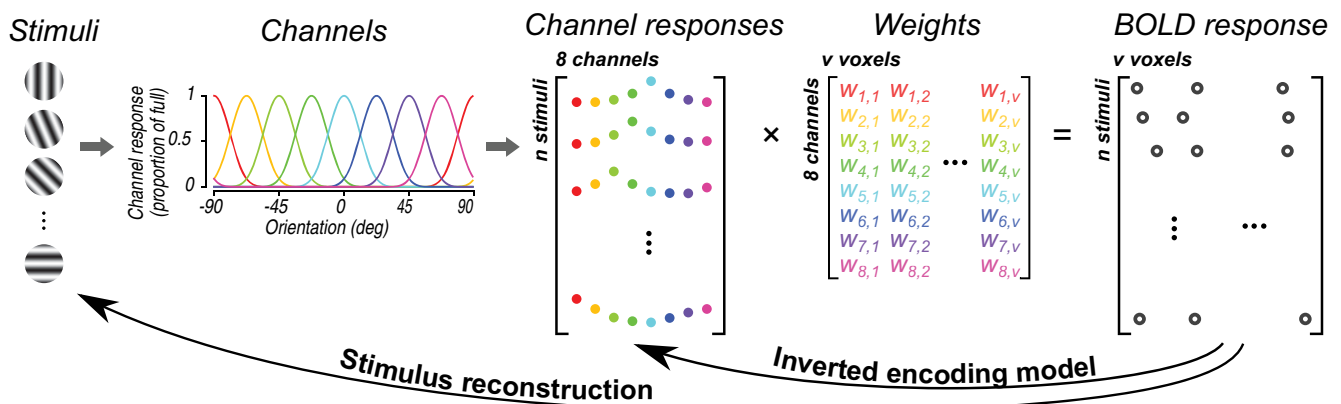 Stimuli
Channels
Channel responses
Weights
BOLD response
8 channels
v voxels
v voxels
Channel response
(proportion of full)
1
0.5
0
-90
-45
0
45
90
Orientation (deg)
n stimuli
×
8 channels
W1,1 W1,2 W1,v
W2,1 W2,2 W2,v
W3,1 W3,2 W3,v
W4,1 W4,2 ••• W4,v
W5,1 W5,2 W5,v
W6,1 W6,2 W6,v
W7,1 W7,2 W7,v
W8,1 W8,2 W8,v
=
n stimuli
Inverted encoding model
Stimulus reconstruction